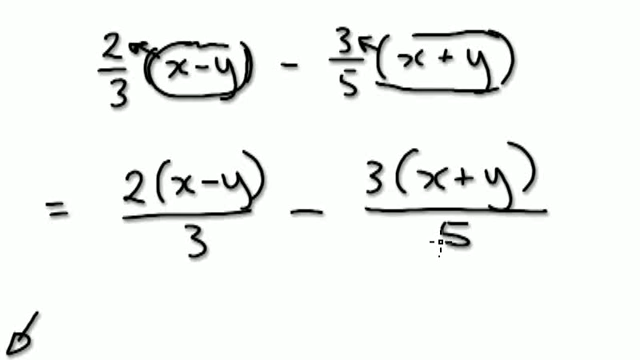 2/3 (x - y) - 3/5 (x + y)
= 2(x - y)/3 - 3(x + y)/5